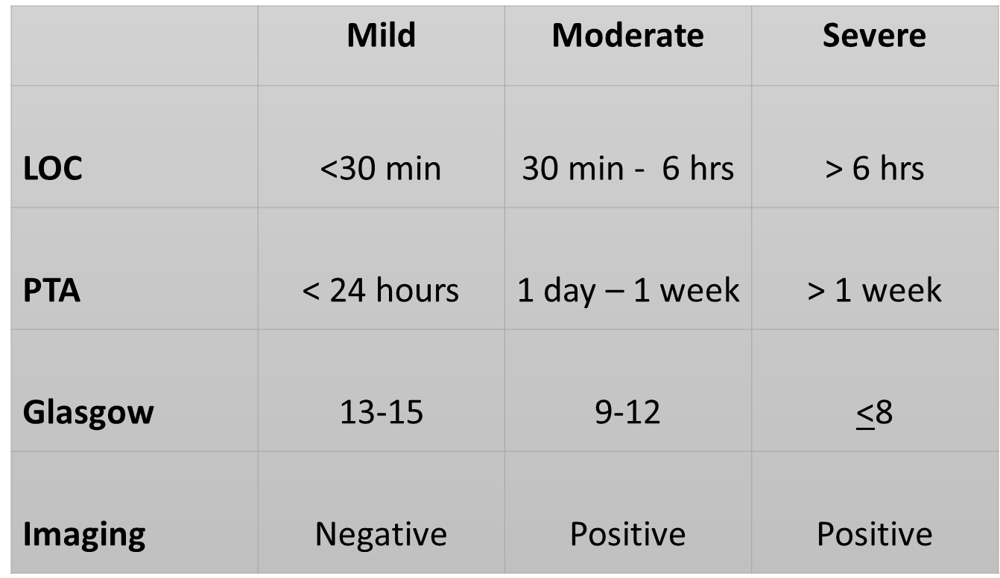 Mild Moderate Severe
LOC <30 min 30 min - 6 hrs > 6 hrs
PTA < 24 hours 1 day – 1 week > 1 week
Glasgow 13-15 9-12 <8
Imaging Negative Positive Positive